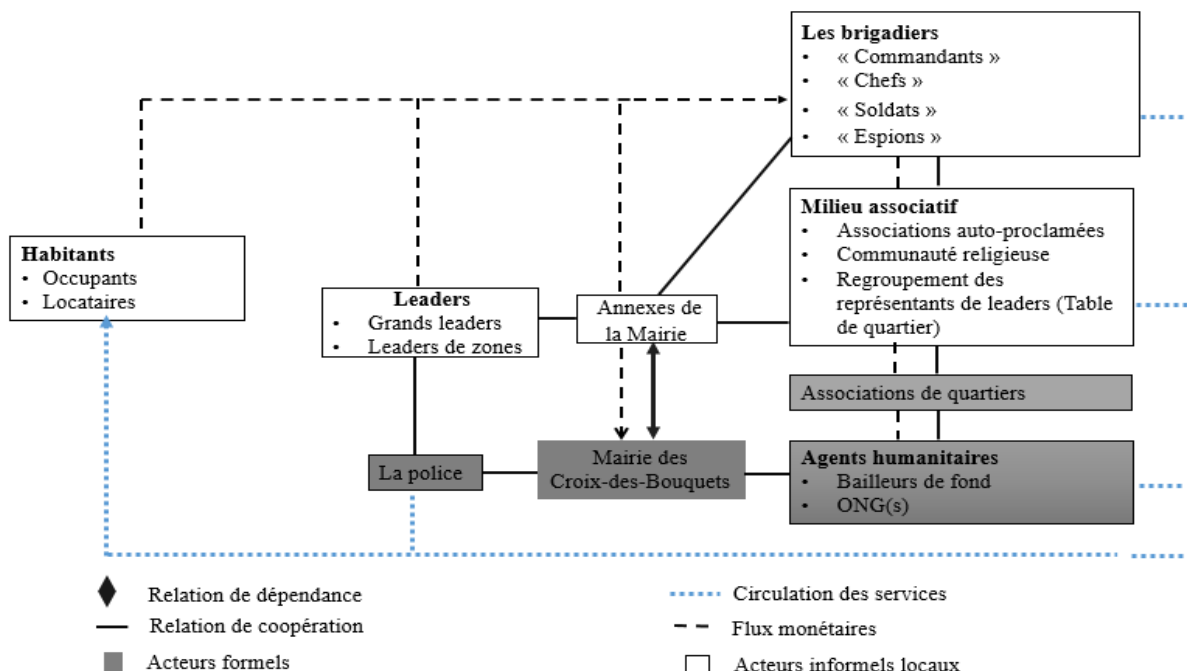 Les brigadiers
• « Commandants »
• « Chefs »
• « Soldats »
• « Espions »
Milieu associatif
• Associations auto-proclamées
• Communauté religieuse
• Regroupement des
représentants de leaders (Table
de quartier)
Habitants
• Occupants
• Locataires
Leaders
• Grands leaders
• Leaders de zones
Annexes de
la Mairie
Associations de quartiers
La police
Mairie des
Croix-des-Bouquets
Agents humanitaires
• Bailleurs de fond
• ONG(s)
Relation de dépendance
Relation de coopération
Acteurs formels
Circulation des services
Flux monétaires
Acteurs informels locaux